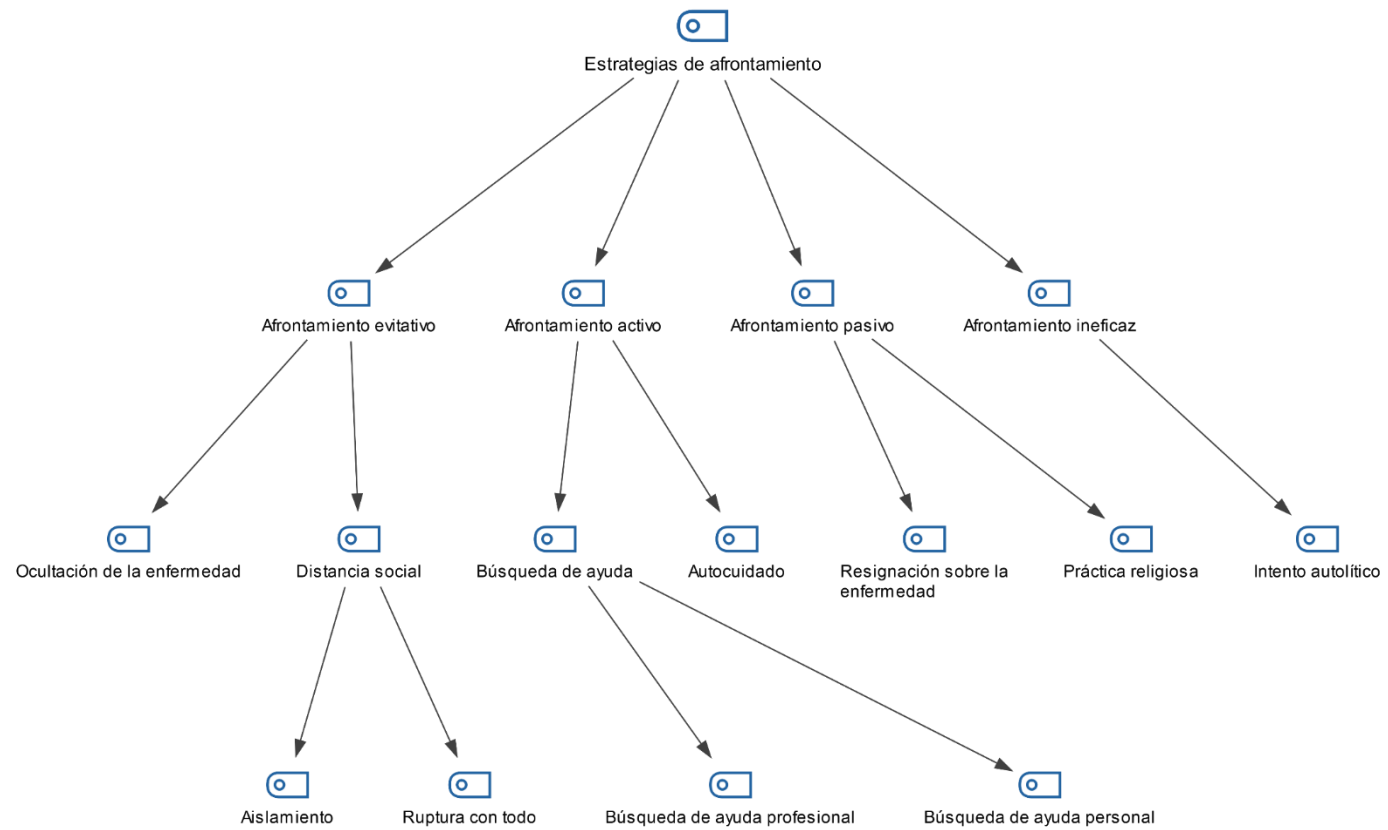 Estrategias de afrontamiento
Afrontamiento evitativo
Afrontamiento activo
Afrontamiento pasivo
Afrontamiento ineficaz
Ocultación de la enfermedad
Distancia social
Búsqueda de ayuda
Autocuidado
Resignación sobre la
enfermedad
Práctica religiosa
Intento autolítico
Aislamiento
Ruptura con todo
Búsqueda de ayuda profesional
Búsqueda de ayuda personal